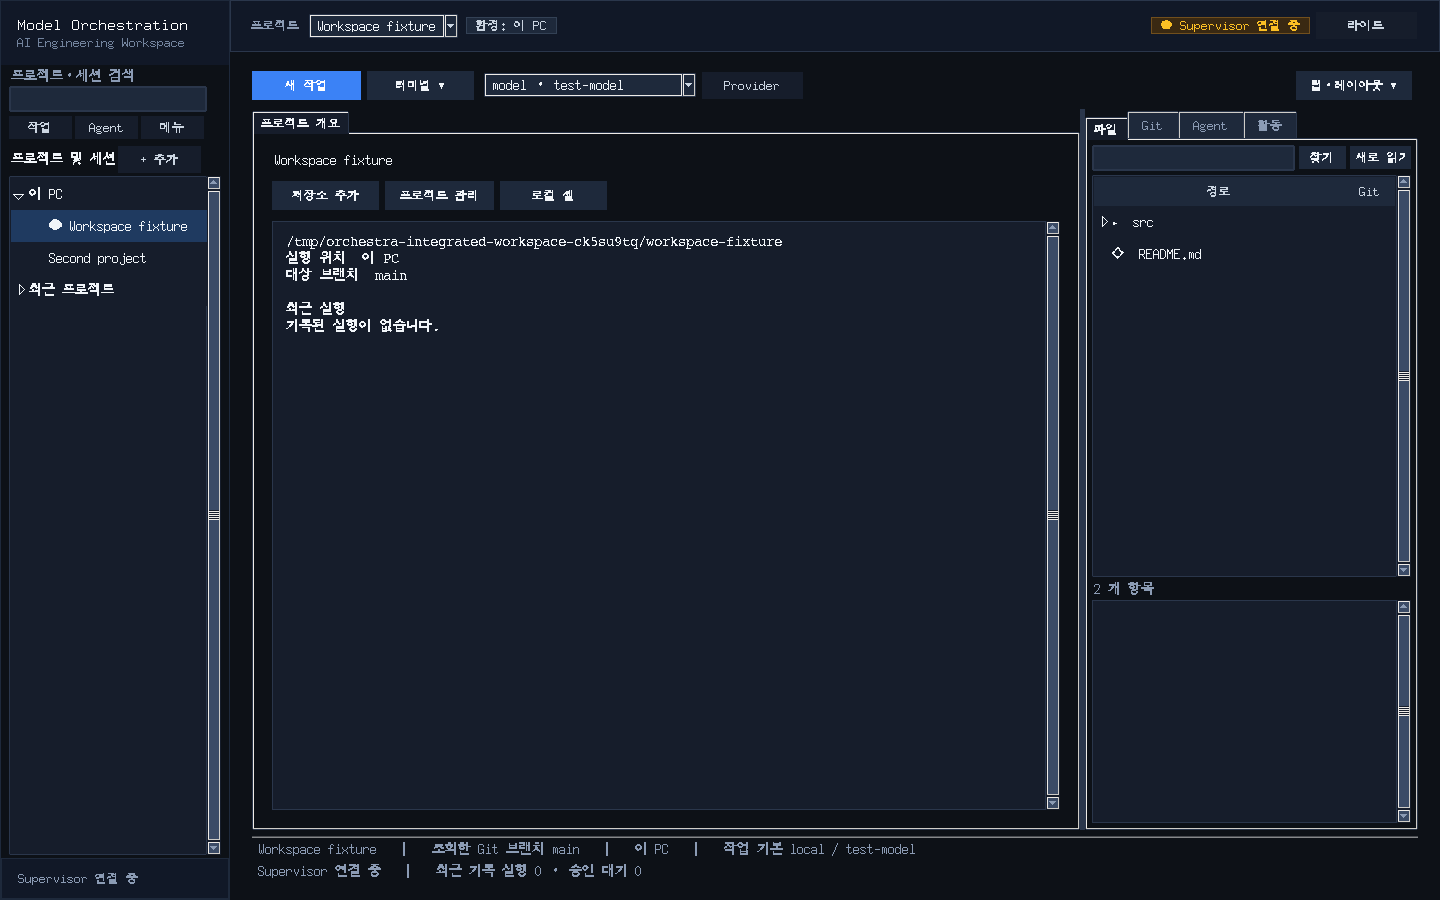 Model Orchestration
AI Engineering Workspace
프로젝트 · 세션 검색
작업 Agent 메뉴
프로젝트 및 세션 + 추가
이 PC
Workspace fixture
Second project
최근 프로젝트
Supervisor 연결 중
프로젝트 Workspace fixture 환경: 이 PC
Supervisor 연결 중 라이트
새 작업 터미널 ▼ model · test-model Provider 탭 · 레이아웃 ▼
프로젝트 개요
Workspace fixture
저장소 추가 프로젝트 관리 로컬 셸
/tmp/orchestra-integrated-workspace-ck5su9tq/workspace-fixture
실행 위치 이 PC
대상 브랜치 main
최근 실행
기록된 실행이 없습니다.
파일 Git Agent 활동
찾기 새로 읽기
경로 Git
src
README.md
2 개 항목
Workspace fixture | 조회한 Git 브랜치 main | 이 PC | 작업 기본 local / test-model
Supervisor 연결 중 | 최근 기록 실행 0 · 승인 대기 0